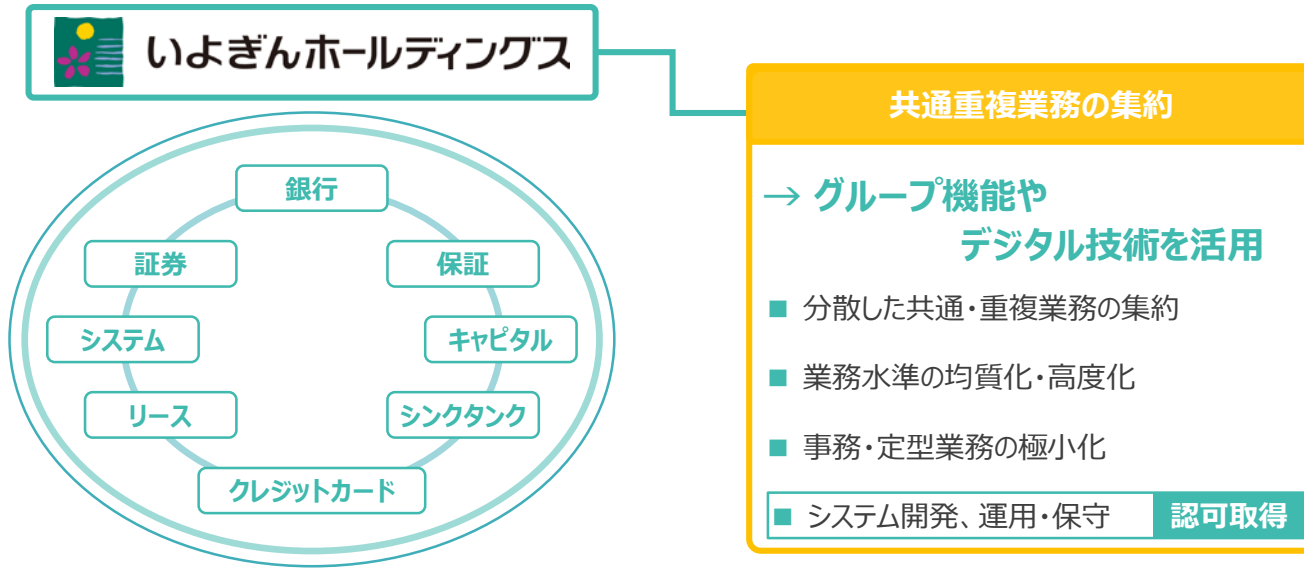 いよぎんホールディングス
銀行
証券
保証
システム
キャピタル
リース
シンクタンク
クレジットカード
共通重複業務の集約
→ グループ機能や
デジタル技術を活用
■ 分散した共通・重複業務の集約
■ 業務水準の均質化・高度化
■ 事務・定型業務の極小化
■ システム開発、運用・保守 認可取得